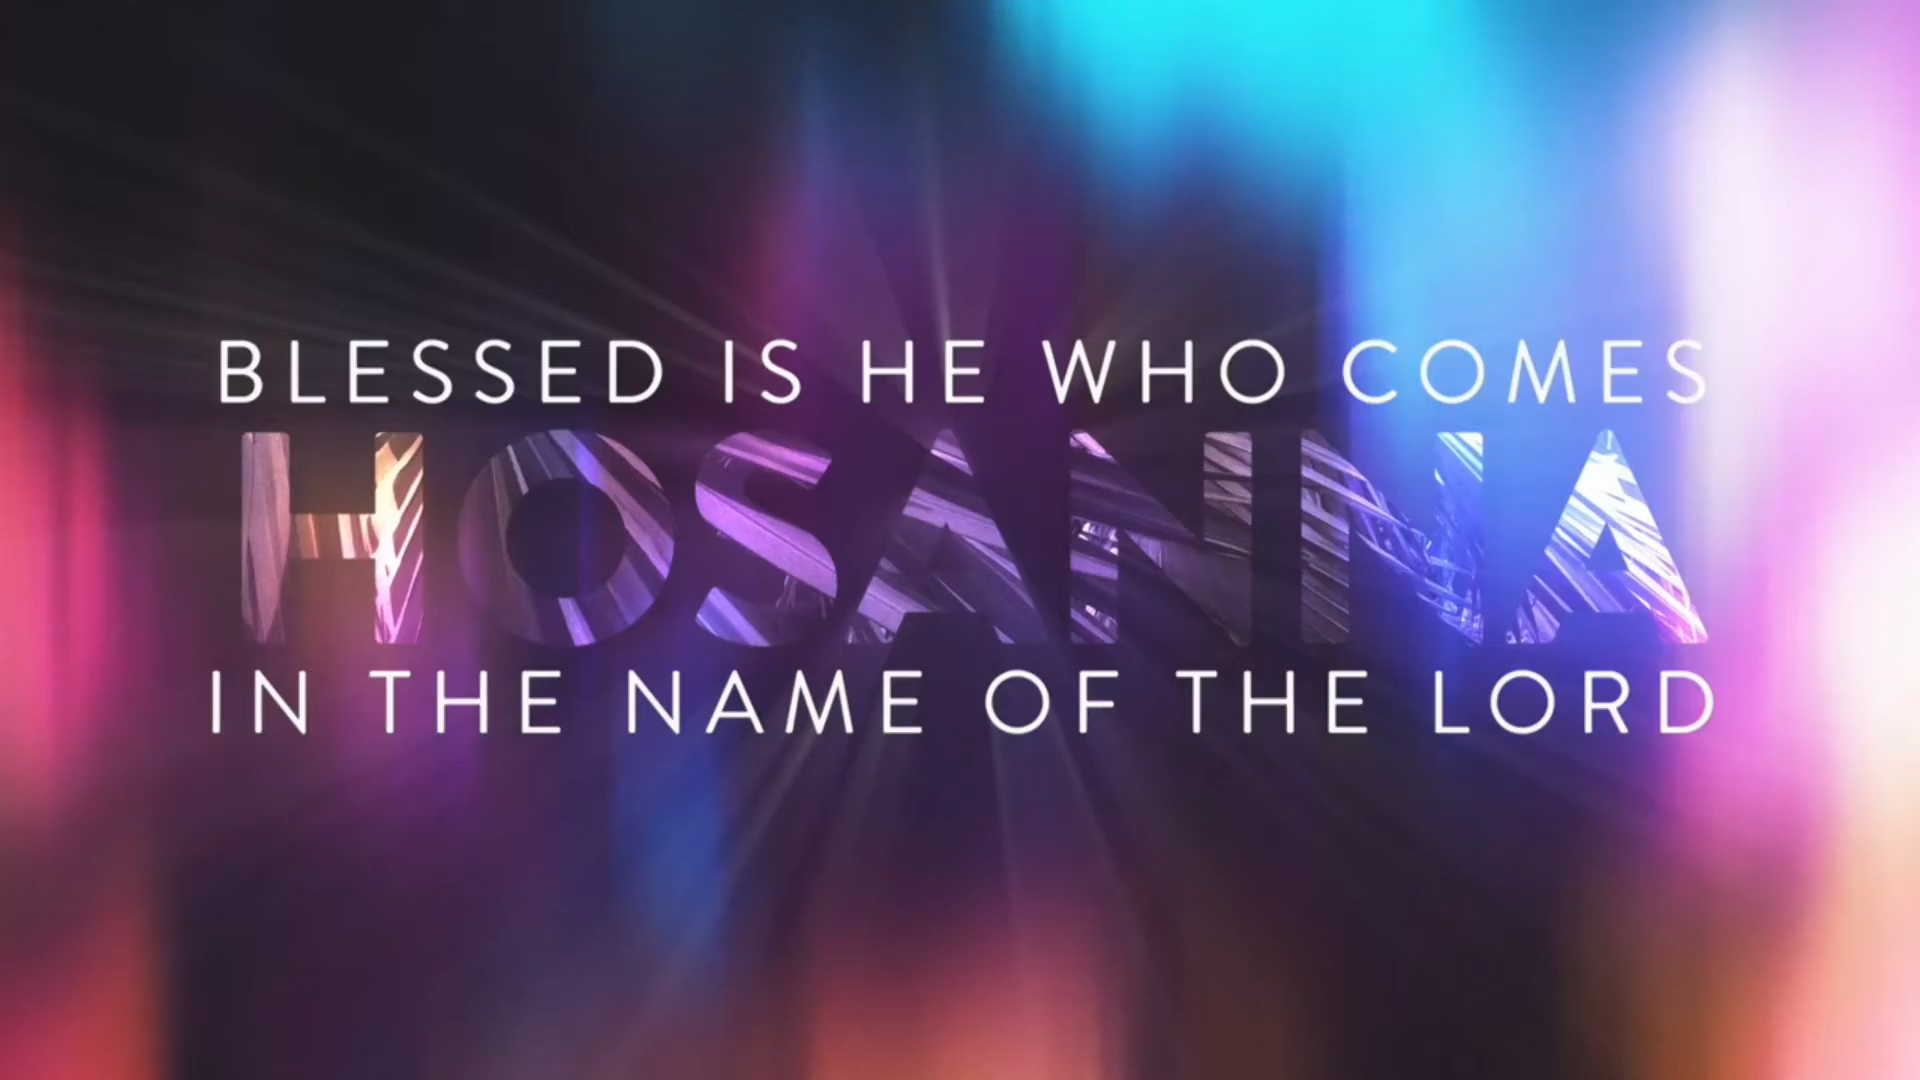 BLESSED IS HE WHO COMES
HOSANNA
IN THE NAME OF THE LORD